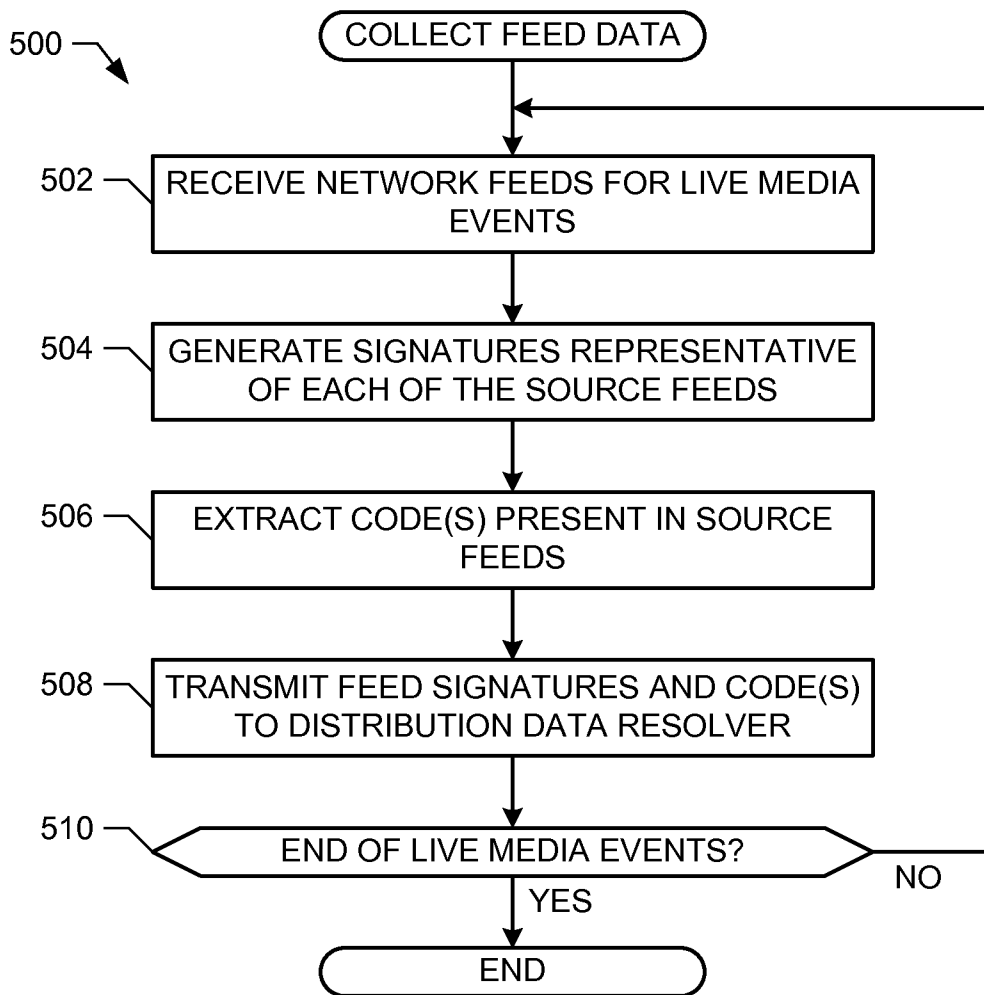 COLLECT FEED DATA
500
502
RECEIVE NETWORK FEEDS FOR LIVE MEDIA
EVENTS
504
GENERATE SIGNATURES REPRESENTATIVE
OF EACH OF THE SOURCE FEEDS
506
EXTRACT CODE(S) PRESENT IN SOURCE
FEEDS
508
TRANSMIT FEED SIGNATURES AND CODE(S)
TO DISTRIBUTION DATA RESOLVER
510
END OF LIVE MEDIA EVENTS?
NO
YES
END